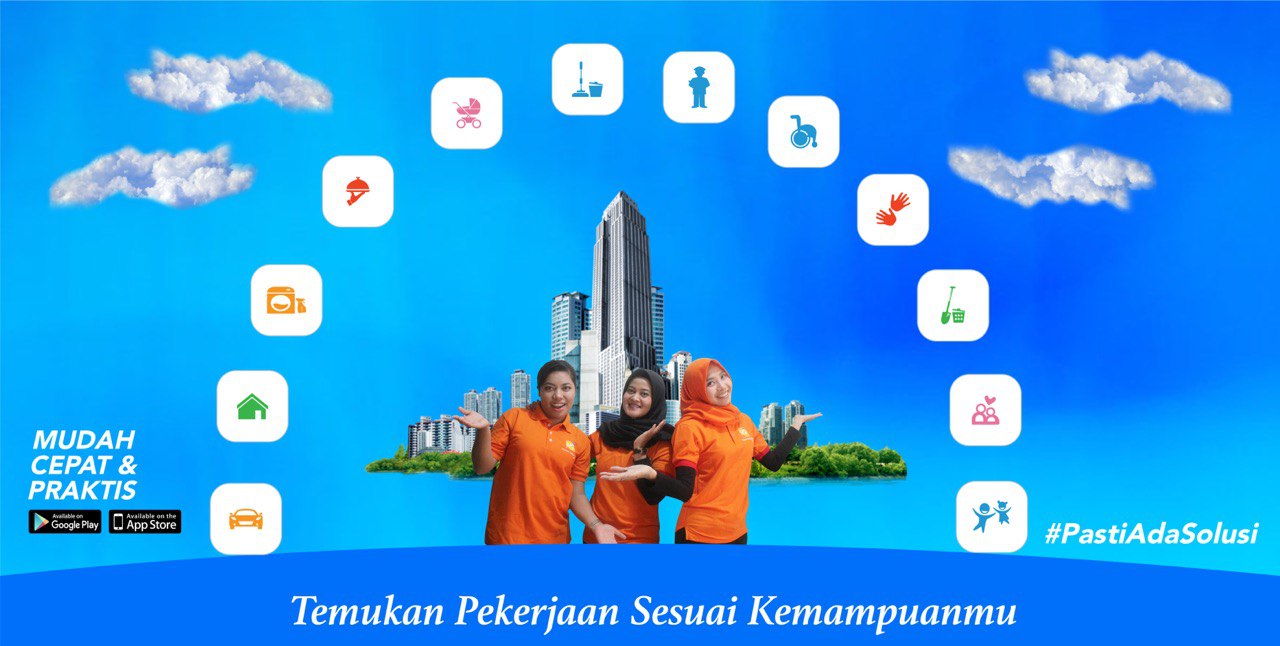 MUDAH
CEPAT &
PRAKTIS
Available on
Google Play
Available on the
App Store
#PastiAdaSolusi
Temukan Pekerjaan Sesuai Kemampuanmu